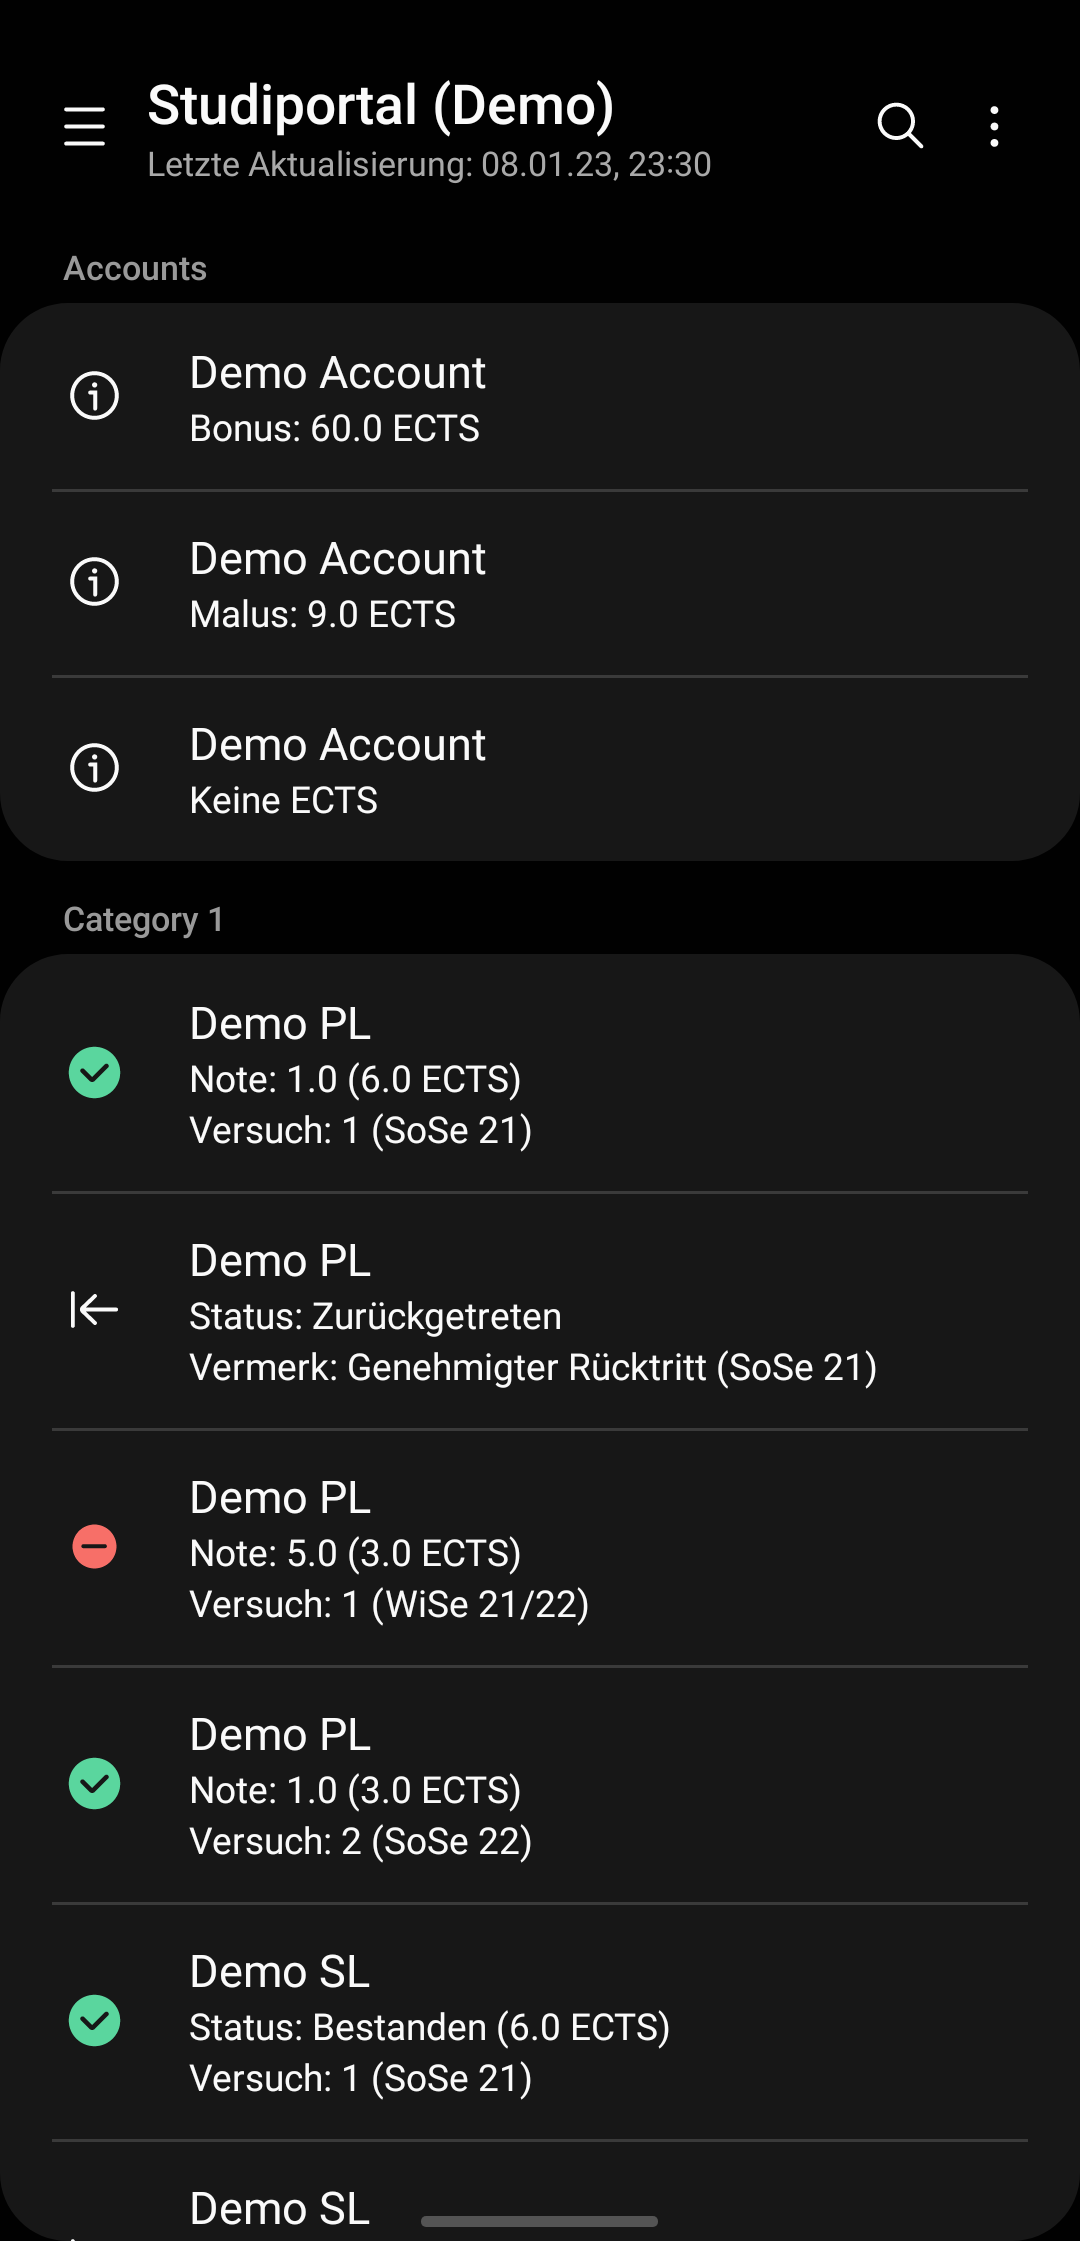 Studiportal (Demo)
Letzte Aktualisierung: 08.01.23, 23:30
Accounts
Demo Account
Bonus: 60.0 ECTS
Demo Account
Malus: 9.0 ECTS
Demo Account
Keine ECTS
Category 1
Demo PL
Note: 1.0 (6.0 ECTS)
Versuch: 1 (SoSe 21)
Demo PL
Status: Zurückgetreten
Vermerk: Genehmigter Rücktritt (SoSe 21)
Demo PL
Note: 5.0 (3.0 ECTS)
Versuch: 1 (WiSe 21/22)
Demo PL
Note: 1.0 (3.0 ECTS)
Versuch: 2 (SoSe 22)
Demo SL
Status: Bestanden (6.0 ECTS)
Versuch: 1 (SoSe 21)
Demo SL